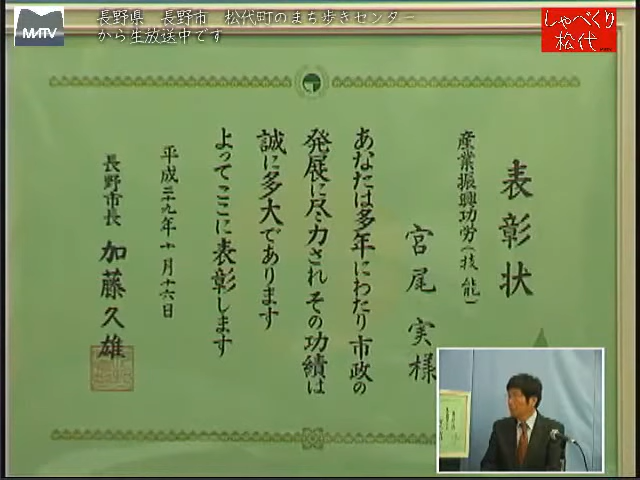 MATV
長野県 長野市 松代町のまち歩きセンター
から生放送中です
しゃべくり
松代
表彰状
産業振興功労(技能)
宮尾実様
あなたは多年にわたり市政の
発展に尽力されその功績は
誠に多大であります
よってここに表彰します
平成二十九年十月十六日
長野市長 加藤久雄